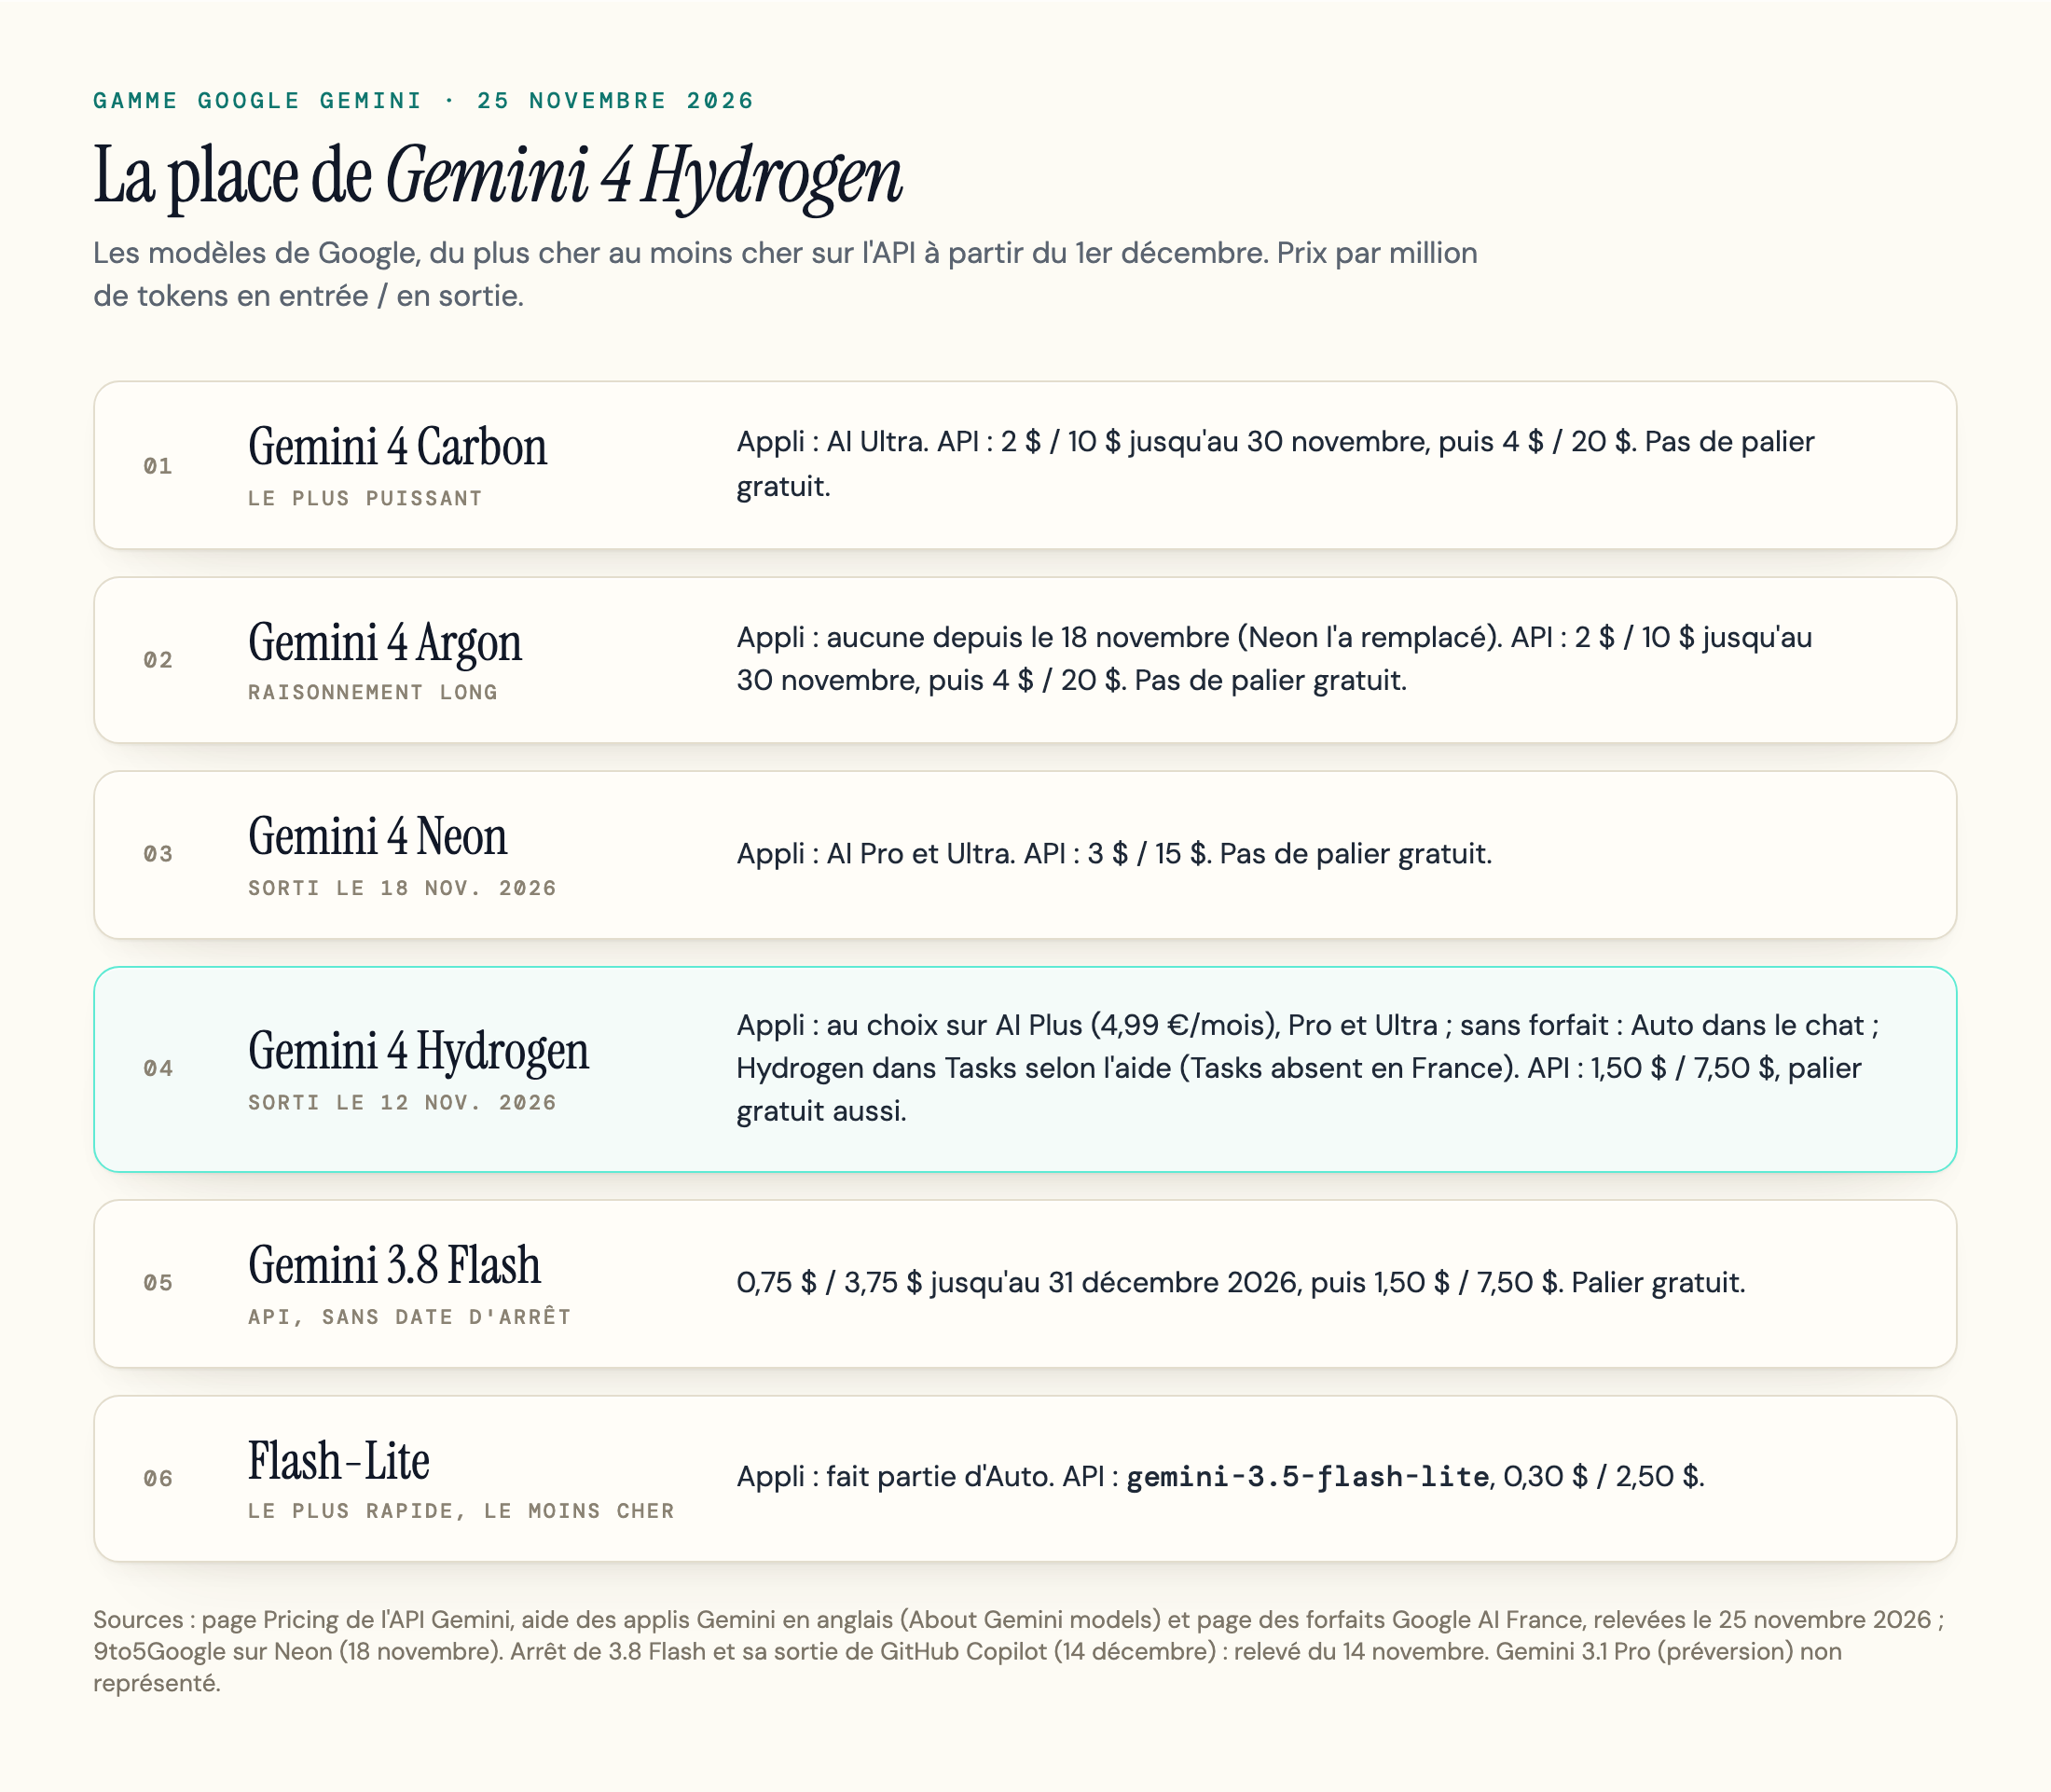 GAMME GOOGLE GEMINI · 25 NOVEMBRE 2026
La place de Gemini 4 Hydrogen
Les modèles de Google, du plus cher au moins cher sur l'API à partir du 1er décembre. Prix par million
de tokens en entrée / en sortie.
01
Gemini 4 Carbon
LE PLUS PUISSANT
Appli : AI Ultra. API : 2 $ / 10 $ jusqu'au 30 novembre, puis 4 $ / 20 $. Pas de palier
gratuit.
02
Gemini 4 Argon
RAISONNEMENT LONG
Appli : aucune depuis le 18 novembre (Neon l'a remplacé). API : 2 $ / 10 $ jusqu'au
30 novembre, puis 4 $ / 20 $. Pas de palier gratuit.
03
Gemini 4 Neon
SORTI LE 18 NOV. 2026
Appli : AI Pro et Ultra. API : 3 $ / 15 $. Pas de palier gratuit.
04
Gemini 4 Hydrogen
SORTI LE 12 NOV. 2026
Appli : au choix sur AI Plus (4,99 €/mois), Pro et Ultra ; sans forfait : Auto dans le chat ;
Hydrogen dans Tasks selon l'aide (Tasks absent en France). API : 1,50 $ / 7,50 $, palier
gratuit aussi.
05
Gemini 3.8 Flash
API, SANS DATE D'ARRÊT
0,75 $ / 3,75 $ jusqu'au 31 décembre 2026, puis 1,50 $ / 7,50 $. Palier gratuit.
06
Flash-Lite
LE PLUS RAPIDE, LE MOINS CHER
Appli : fait partie d'Auto. API : gemini-3.5-flash-lite, 0,30 $ / 2,50 $.
Sources : page Pricing de l'API Gemini, aide des applis Gemini en anglais (About Gemini models) et page des forfaits Google AI France, relevées le 25 novembre 2026 ;
9to5Google sur Neon (18 novembre). Arrêt de 3.8 Flash et sa sortie de GitHub Copilot (14 décembre) : relevé du 14 novembre. Gemini 3.1 Pro (préversion) non
représenté.